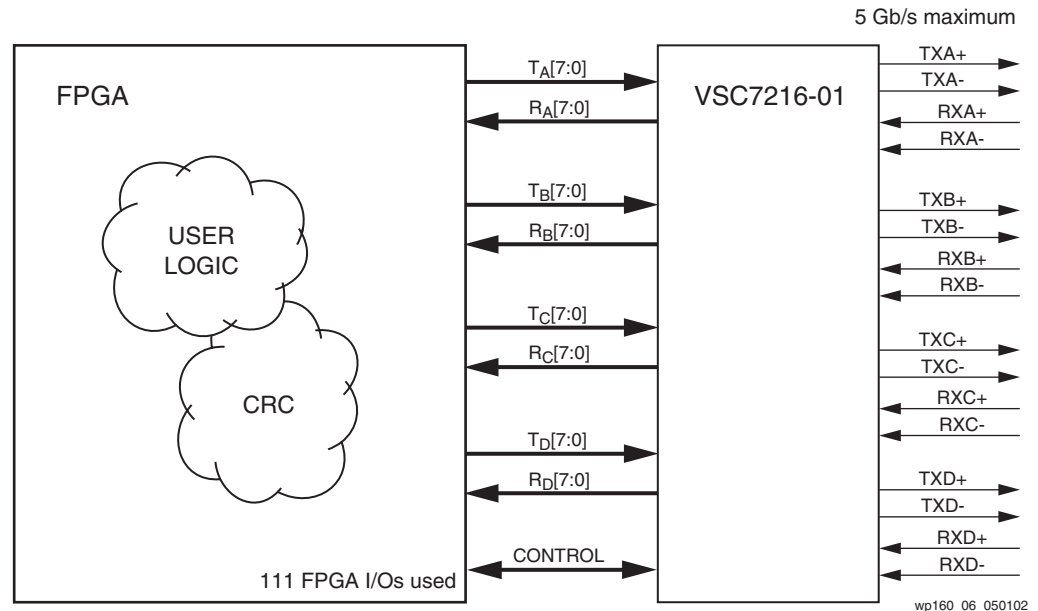 5 Gb/s maximum
FPGA
VSC7216-01
TA[7:0]
RA[7:0]
TB[7:0]
RB[7:0]
TC[7:0]
RC[7:0]
TD[7:0]
RD[7:0]
CONTROL
USER
LOGIC
CRC
111 FPGA I/Os used
TXA+
TXA-
RXA+
RXA-
TXB+
TXB-
RXB+
RXB-
TXC+
TXC-
RXC+
RXC-
TXD+
TXD-
RXD+
RXD-
wp160_06_050102